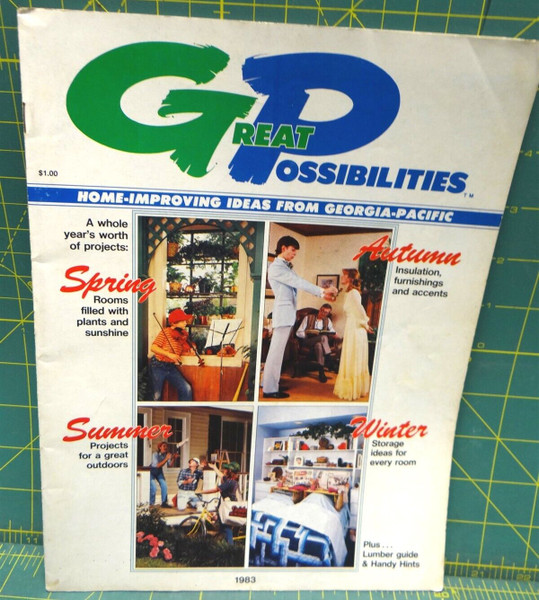 GREAT
POSSIBILITIES TM
$1.00
HOME-IMPROVING IDEAS FROM GEORGIA-PACIFIC
A whole
year's worth
of projects:
Spring
Rooms
filled with
plants and
sunshine
Autumn
Insulation,
furnishings
and accents
Summer
Projects
for a great
outdoors
Winter
Storage
ideas for
every room
Plus...
Lumber guide
& Handy Hints
1983